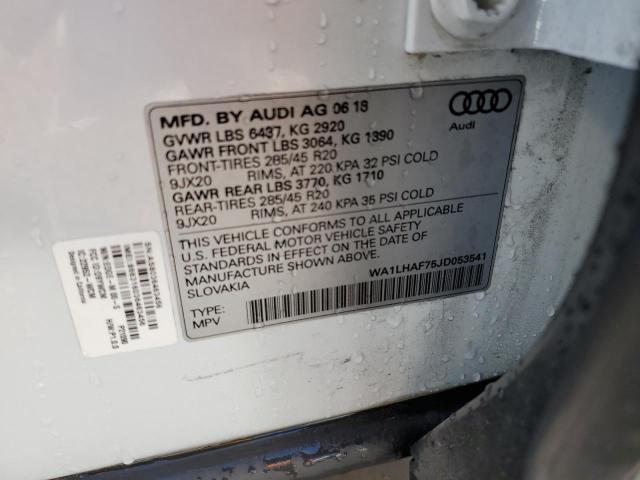 MFD. BY AUDI AG 06 18
GVWR LBS 6437, KG 2920
GAWR FRONT LBS 3064, KG 1390
FRONT-TIRES 285/45 R20
9JX20 RIMS, AT 220 KPA 32 PSI COLD
GAWR REAR LBS 3770, KG 1710
REAR-TIRES 285/45 R20
9JX20 RIMS, AT 240 KPA 35 PSI COLD
THIS VEHICLE CONFORMS TO ALL APPLICABLE
U.S. FEDERAL MOTOR VEHICLE SAFETY
STANDARDS IN EFFECT ON THE DATE OF
MANUFACTURE SHOWN ABOVE.
SLOVAKIA
WA1LHAF75JD053541
TYPE:
MPV
Audi